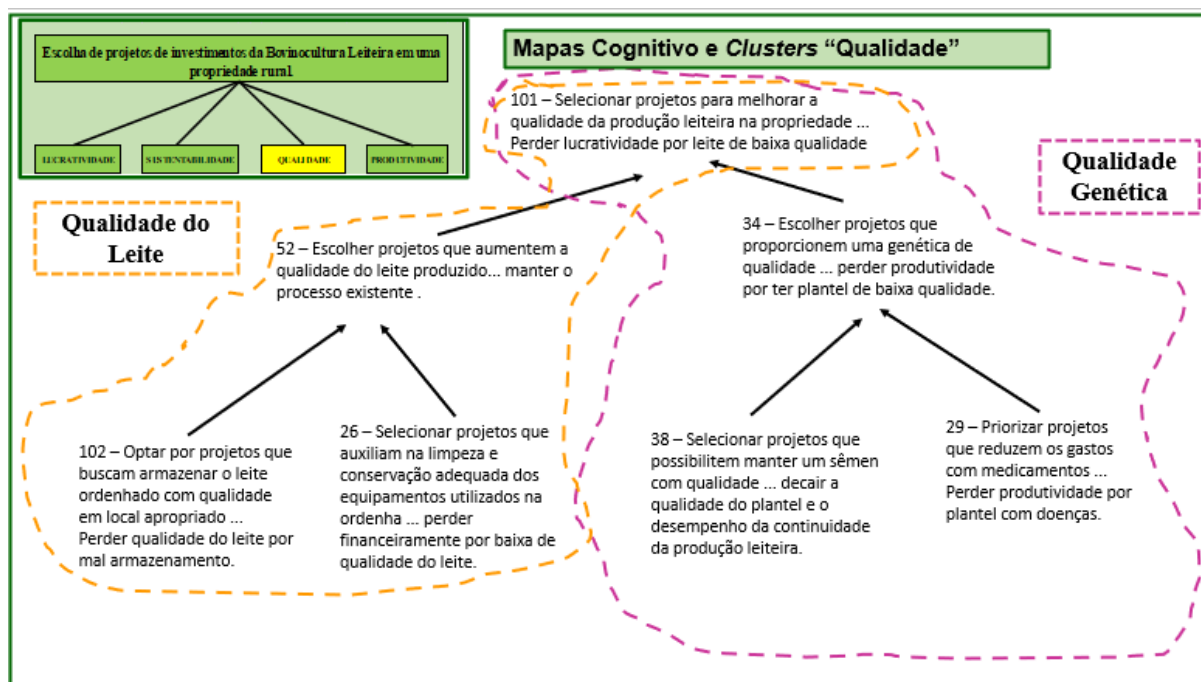 Escolha de projetos de investimentos da Bovinocultura Leiteira em uma
propriedade rural.
LUCRATIVIDADE
SUSTENTABILIDADE
QUALIDADE
PRODUTIVIDADE
Mapas Cognitivo e Clusters “Qualidade”
101 – Selecionar projetos para melhorar a
qualidade da produção leiteira na propriedade ...
Perder lucratividade por leite de baixa qualidade
Qualidade do
Leite
Qualidade
Genética
52 – Escolher projetos que aumentem a
qualidade do leite produzido... manter o
processo existente .
34 – Escolher projetos que
proporcionem uma genética de
qualidade ... perder produtividade
por ter plantel de baixa qualidade.
102 – Optar por projetos que
buscam armazenar o leite
ordenhado com qualidade
em local apropriado ...
Perder qualidade do leite por
mal armazenamento.
26 – Selecionar projetos que
auxiliam na limpeza e
conservação adequada dos
equipamentos utilizados na
ordenha ... perder
financeiramente por baixa de
qualidade do leite.
38 – Selecionar projetos que
possibilitem manter um sêmen
com qualidade ... decair a
qualidade do plantel e o
desempenho da continuidade
da produção leiteira.
29 – Priorizar projetos
que reduzem os gastos
com medicamentos ...
Perder produtividade por
plantel com doenças.